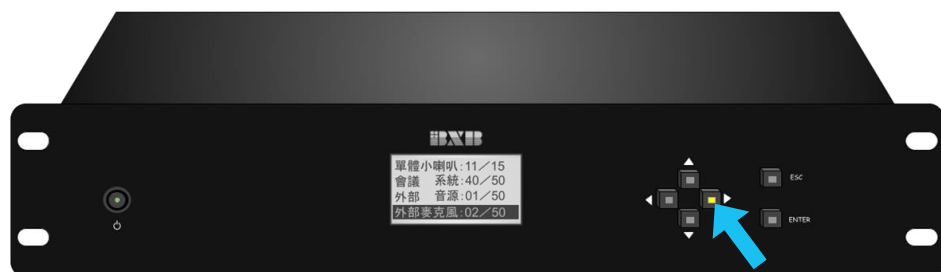 BXB
單體小喇叭:11／15
會議 系統:40／50
外部 音源:01／50
外部麥克風:02／50
ESC
ENTER